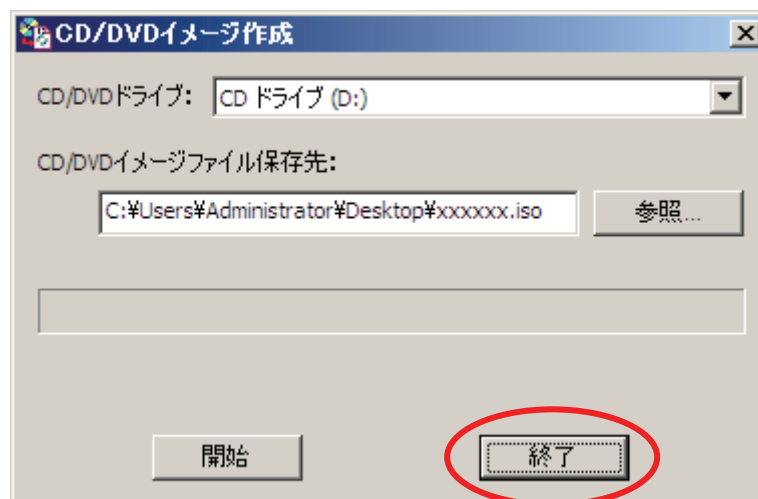 CD/DVDイメージ作成
CD/DVDドライブ: CD ドライブ (D:)
CD/DVDイメージファイル保存先:
C:¥Users¥Administrator¥Desktop¥xxxxxx.iso 参照...
開始 終了